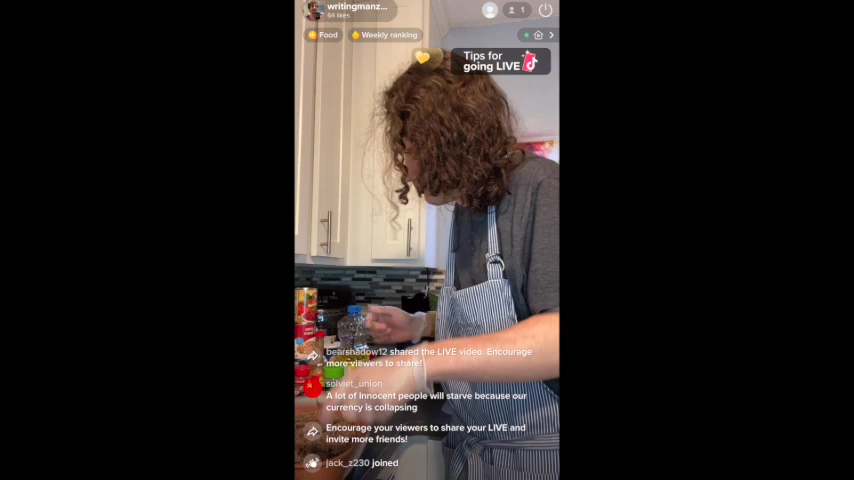 writingmanz...
64 likes
1
Food
Weekly ranking
Tips for
going LIVE
bearshadow12 shared the LIVE video. Encourage
more viewers to share!
solviet_union
A lot of Innocent people will starve because our
currency is collapsing
Encourage your viewers to share your LIVE and
invite more friends!
jack_z230 joined